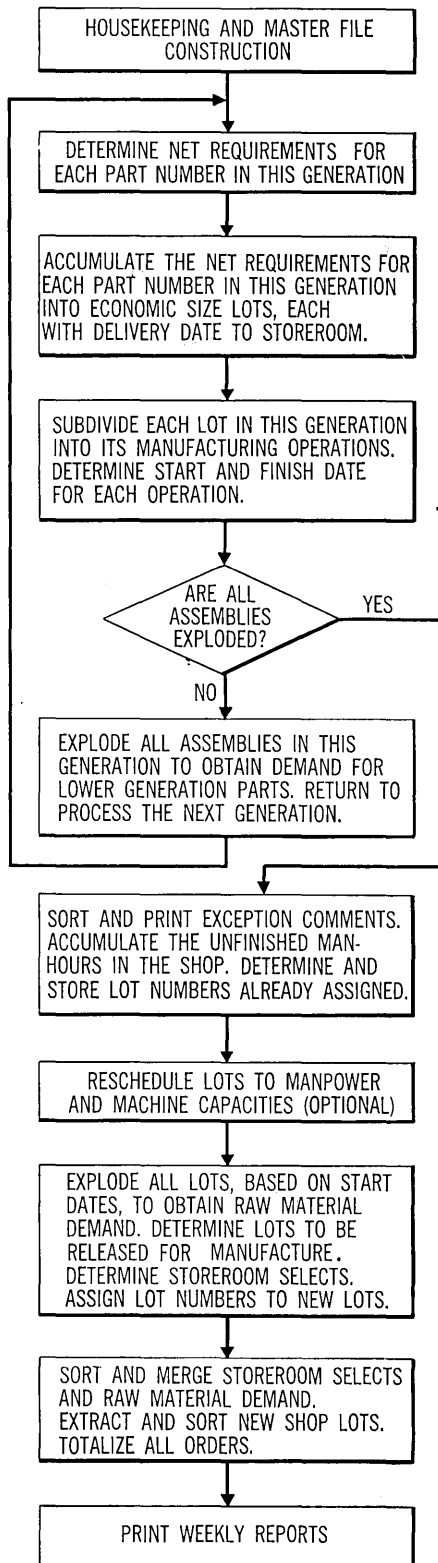 HOUSEKEEPING AND MASTER FILE
CONSTRUCTION
DETERMINE NET REQUIREMENTS FOR
EACH PART NUMBER IN THIS GENERATION
ACCUMULATE THE NET REQUIREMENTS FOR
EACH PART NUMBER IN THIS GENERATION
INTO ECONOMIC SIZE LOTS, EACH
WITH DELIVERY DATE TO STOREROOM.
SUBDIVIDE EACH LOT IN THIS GENERATION
INTO ITS MANUFACTURING OPERATIONS.
DETERMINE START AND FINISH DATE
FOR EACH OPERATION.
ARE ALL
ASSEMBLIES
EXPLODED?
YES
NO
EXPLODE ALL ASSEMBLIES IN THIS
GENERATION TO OBTAIN DEMAND FOR
LOWER GENERATION PARTS. RETURN TO
PROCESS THE NEXT GENERATION.
SORT AND PRINT EXCEPTION COMMENTS.
ACCUMULATE THE UNFINISHED MAN-
HOURS IN THE SHOP. DETERMINE AND
STORE LOT NUMBERS ALREADY ASSIGNED.
RESCHEDULE LOTS TO MANPOWER
AND MACHINE CAPACITIES (OPTIONAL)
EXPLODE ALL LOTS, BASED ON START
DATES, TO OBTAIN RAW MATERIAL
DEMAND. DETERMINE LOTS TO BE
RELEASED FOR MANUFACTURE.
DETERMINE STOREROOM SELECTS.
ASSIGN LOT NUMBERS TO NEW LOTS.
SORT AND MERGE STOREROOM SELECTS
AND RAW MATERIAL DEMAND.
EXTRACT AND SORT NEW SHOP LOTS.
TOTALIZE ALL ORDERS.
PRINT WEEKLY REPORTS